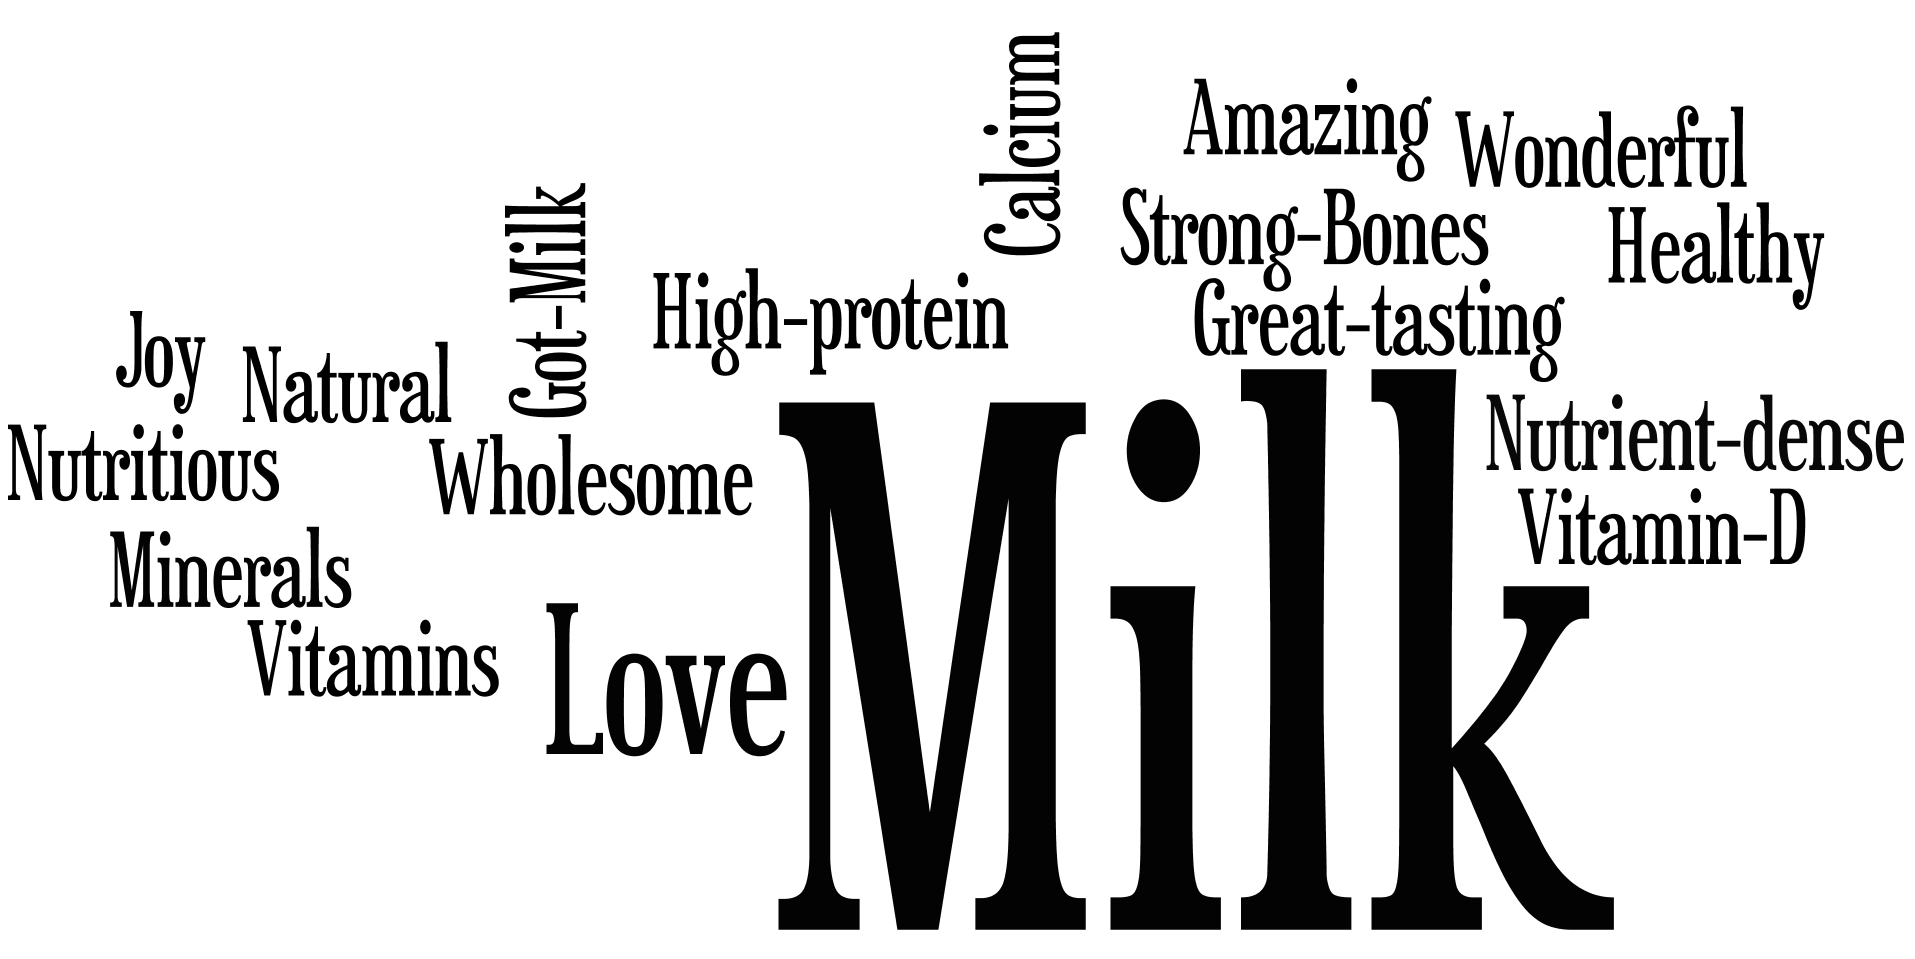 Calcium
Amazing
Wonderful
Got-Milk
Strong-Bones
Healthy
High-protein
Great-tasting
Joy
Natural
Nutritious
Wholesome
Milk
Nutrient-dense
Vitamin-D
Minerals
Vitamins
Love